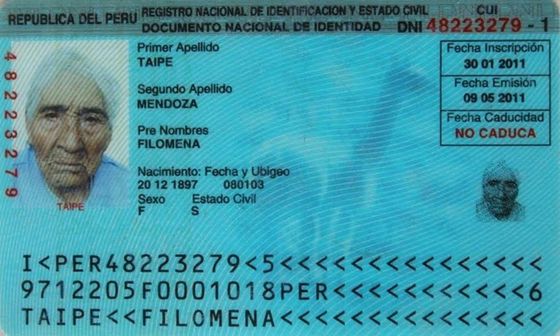 REPUBLICA DEL PERÚ
REGISTRO NACIONAL DE IDENTIFICACION Y ESTADO CIVIL
DOCUMENTO NACIONAL DE IDENTIDAD
CUI
DNI 48223279 - 1
Primer Apellido
TAIPE
Segundo Apellido
MENDOZA
Pre Nombres
FILOMENA
Nacimiento: Fecha y Ubigeo
20 12 1897 080103
Sexo Estado Civil
F S
Fecha Inscripción
30 01 2011
Fecha Emisión
09 05 2011
Fecha Caducidad
NO CADUCA
48223279
TAIPE
I<PER48223279<5<<<<<<<<<<<<<<<
9712205F0001018PER<<<<<<<<<<<6
TAIPE<<FILOMENA<<<<<<<<<<<<<<<